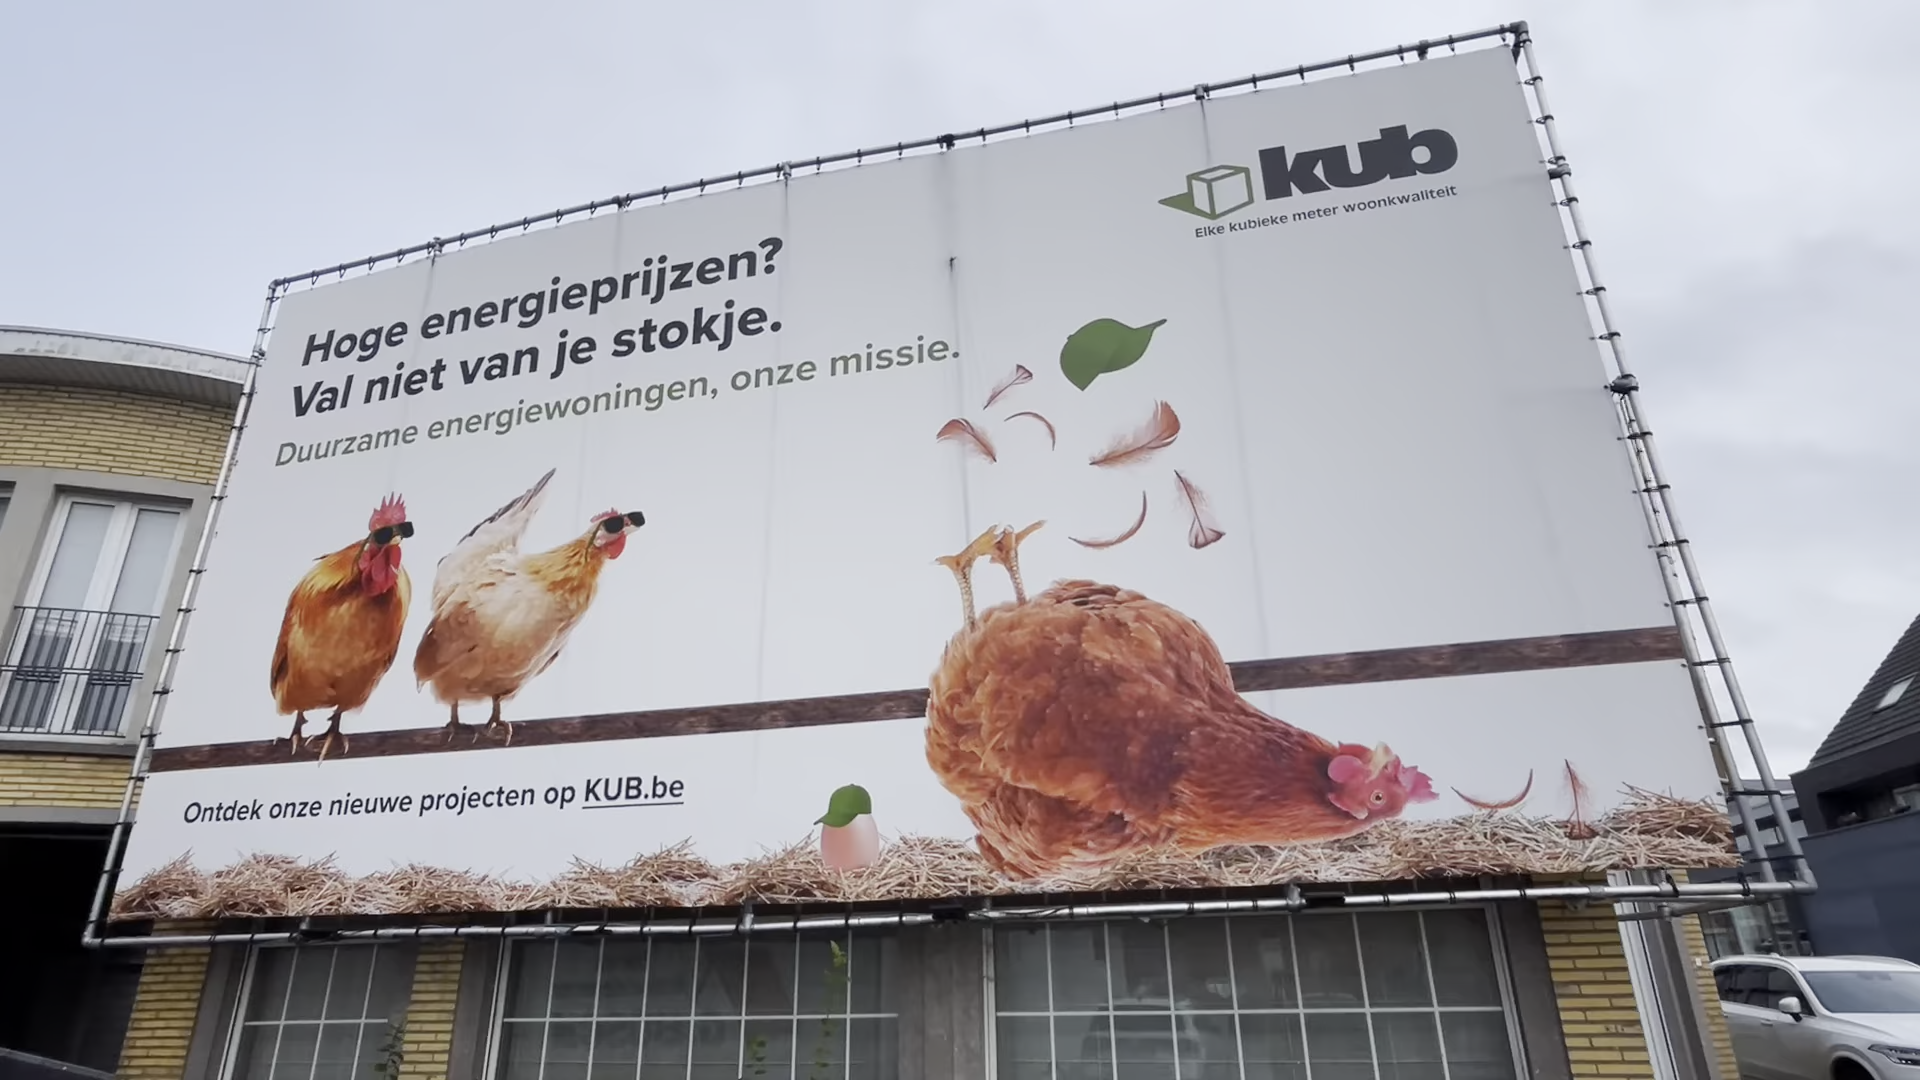 kub
Elke kubieke meter woonkwaliteit
Hoge energieprijzen?
Val niet van je stokje.
Duurzame energiewoningen, onze missie.
Ontdek onze nieuwe projecten op KUB.be